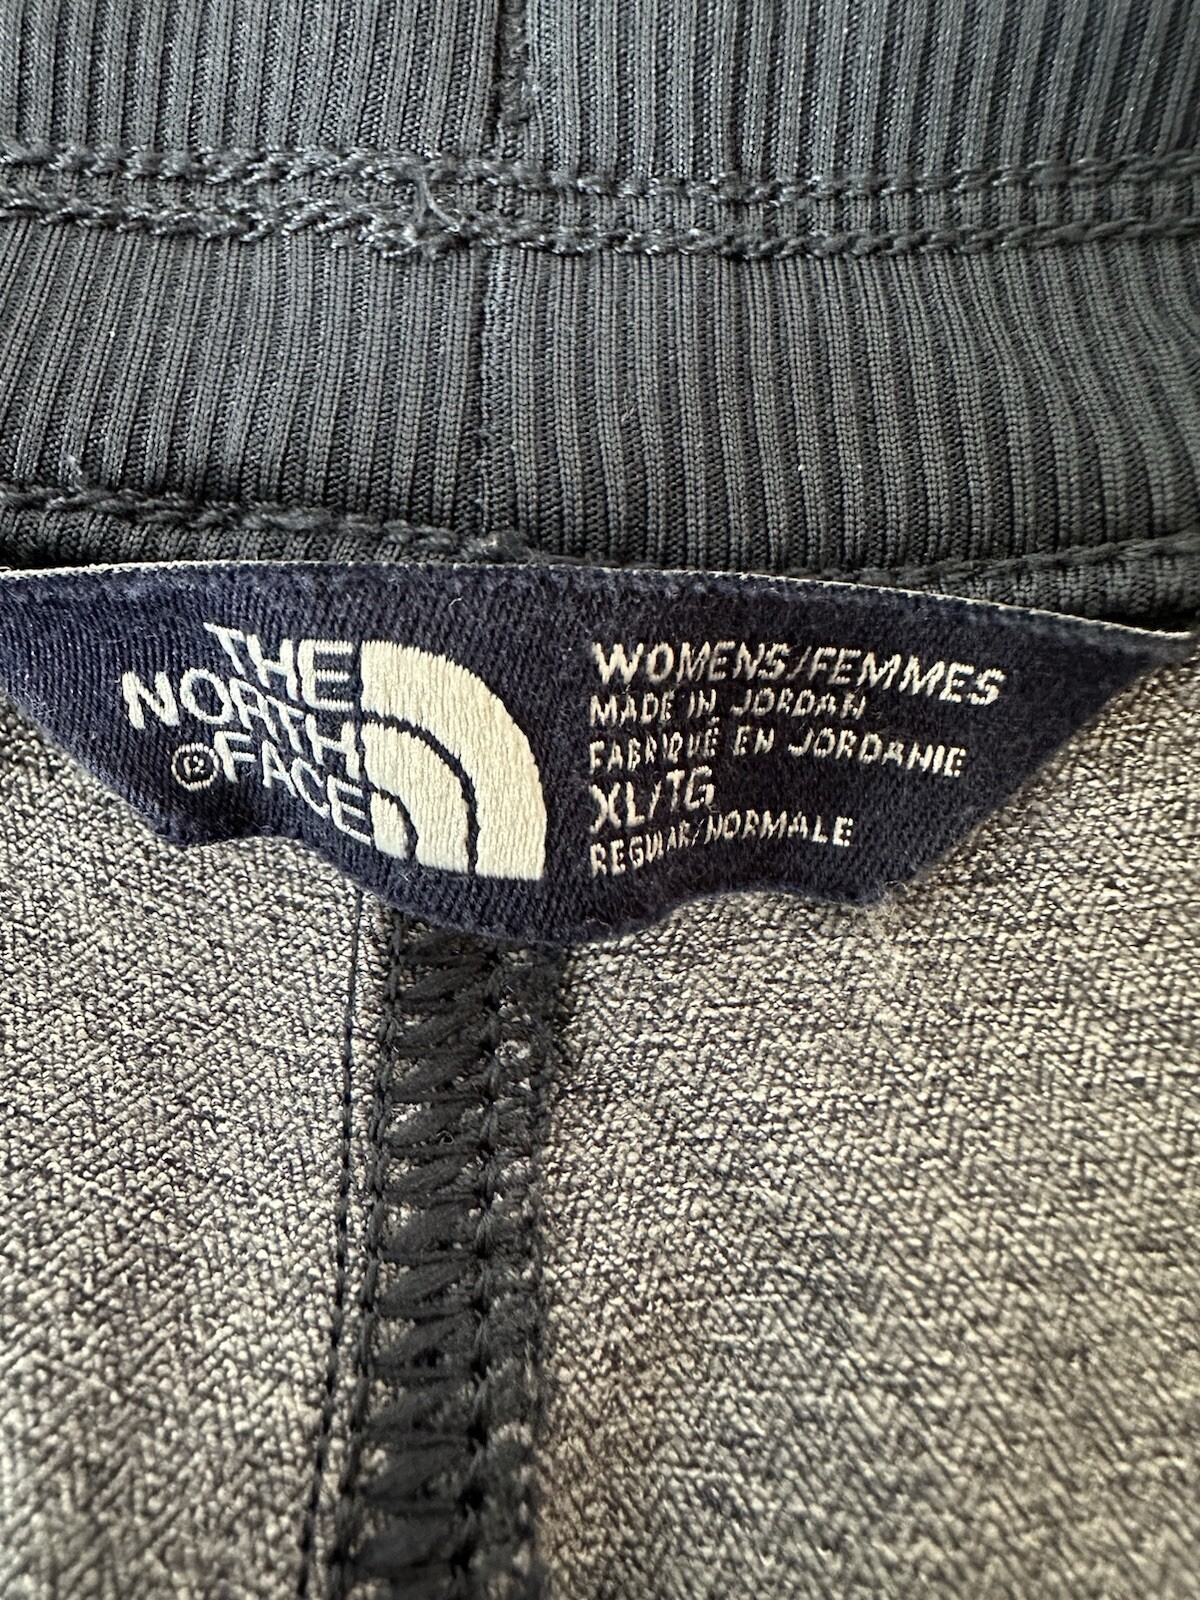 THE
NORTH
®FACE
WOMENS/FEMMES
MADE IN JORDAN
FABRIQUÉ EN JORDANIE
XL/TG
REGULAR/NORMALE